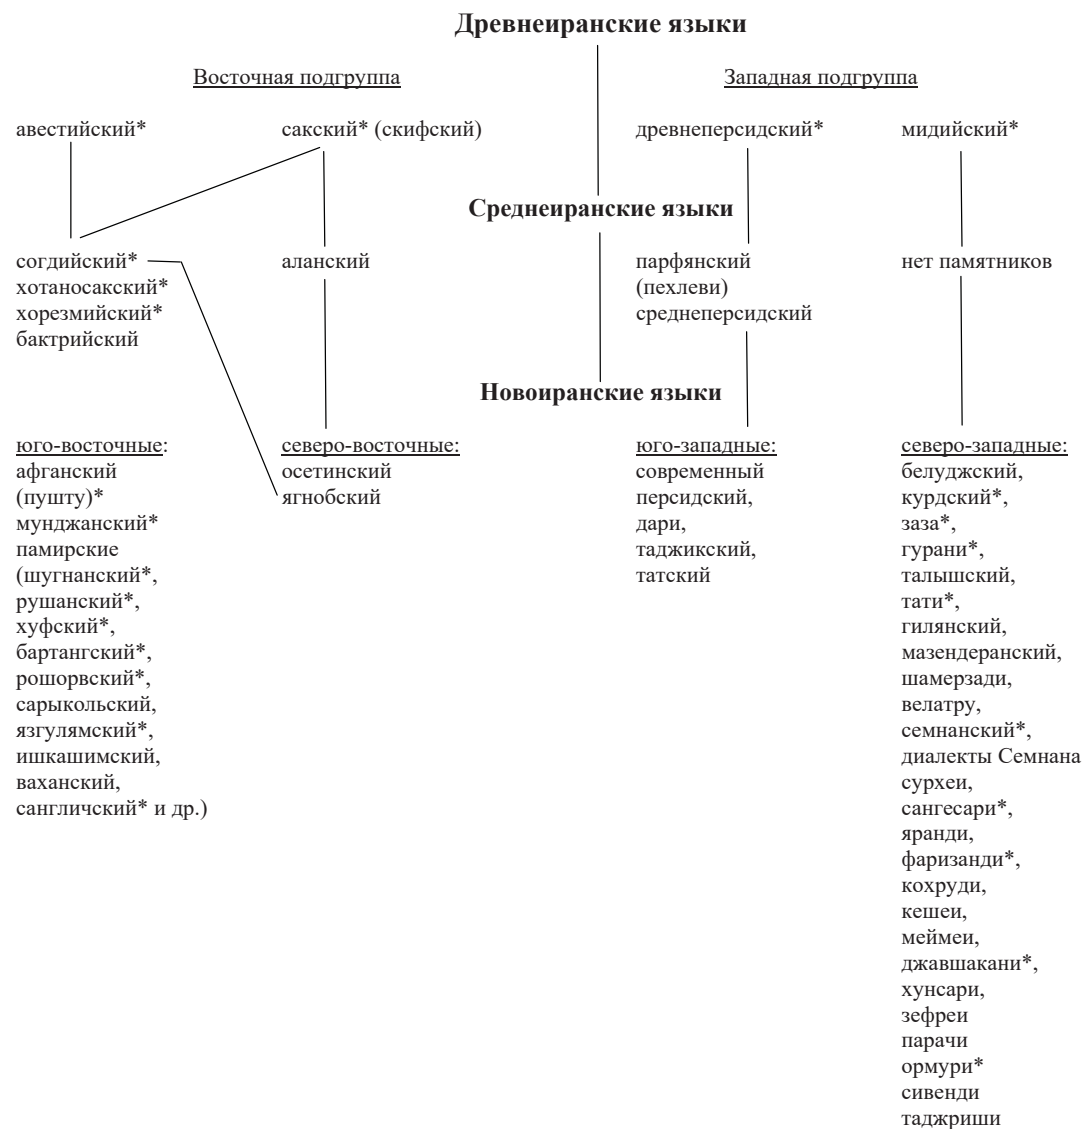 Древнеиранские языки
Восточная подгруппа
Западная подгруппа
авестийский*
сакский* (скифский)
древнеперсидский*
мидийский*
Среднеиранские языки
согдийский*
хотаносакский*
хорезмийский*
бактрийский
аланский
парфянский
(пехлеви)
среднеперсидский
нет памятников
Новоиранские языки
юго-восточные:
афганский
(пушту)*
мунджанский*
памирские
(шугнанский*,
рушанский*,
хуфский*,
бартангский*,
рошорвский*,
сарыкольский,
язгулямский*,
ишкашимский,
ваханский,
сангличский* и др.)
северо-восточные:
осетинский
ягнобский
юго-западные:
современный
персидский,
дари,
таджикский,
татский
северо-западные:
белуджский,
курдский*,
заза*,
гурани*,
талышский,
тати*,
гилянский,
мазендеранский,
шамерзади,
велатру,
семнанский*,
диалекты Семнана
сурхеи,
сангесари*,
яранди,
фаризанди*,
кохруди,
кешеи,
меймеи,
джавшакани*,
хунсари,
зефреи
парачи
ормури*
сивенди
таджриши